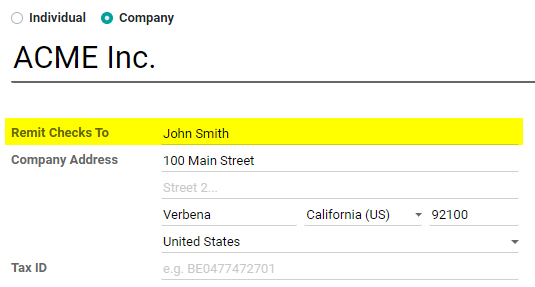 Individual Company
ACME Inc.
Remit Checks To John Smith
Company Address 100 Main Street
Street 2...
Verbena California (US) 92100
United States
Tax ID e.g. BE0477472701